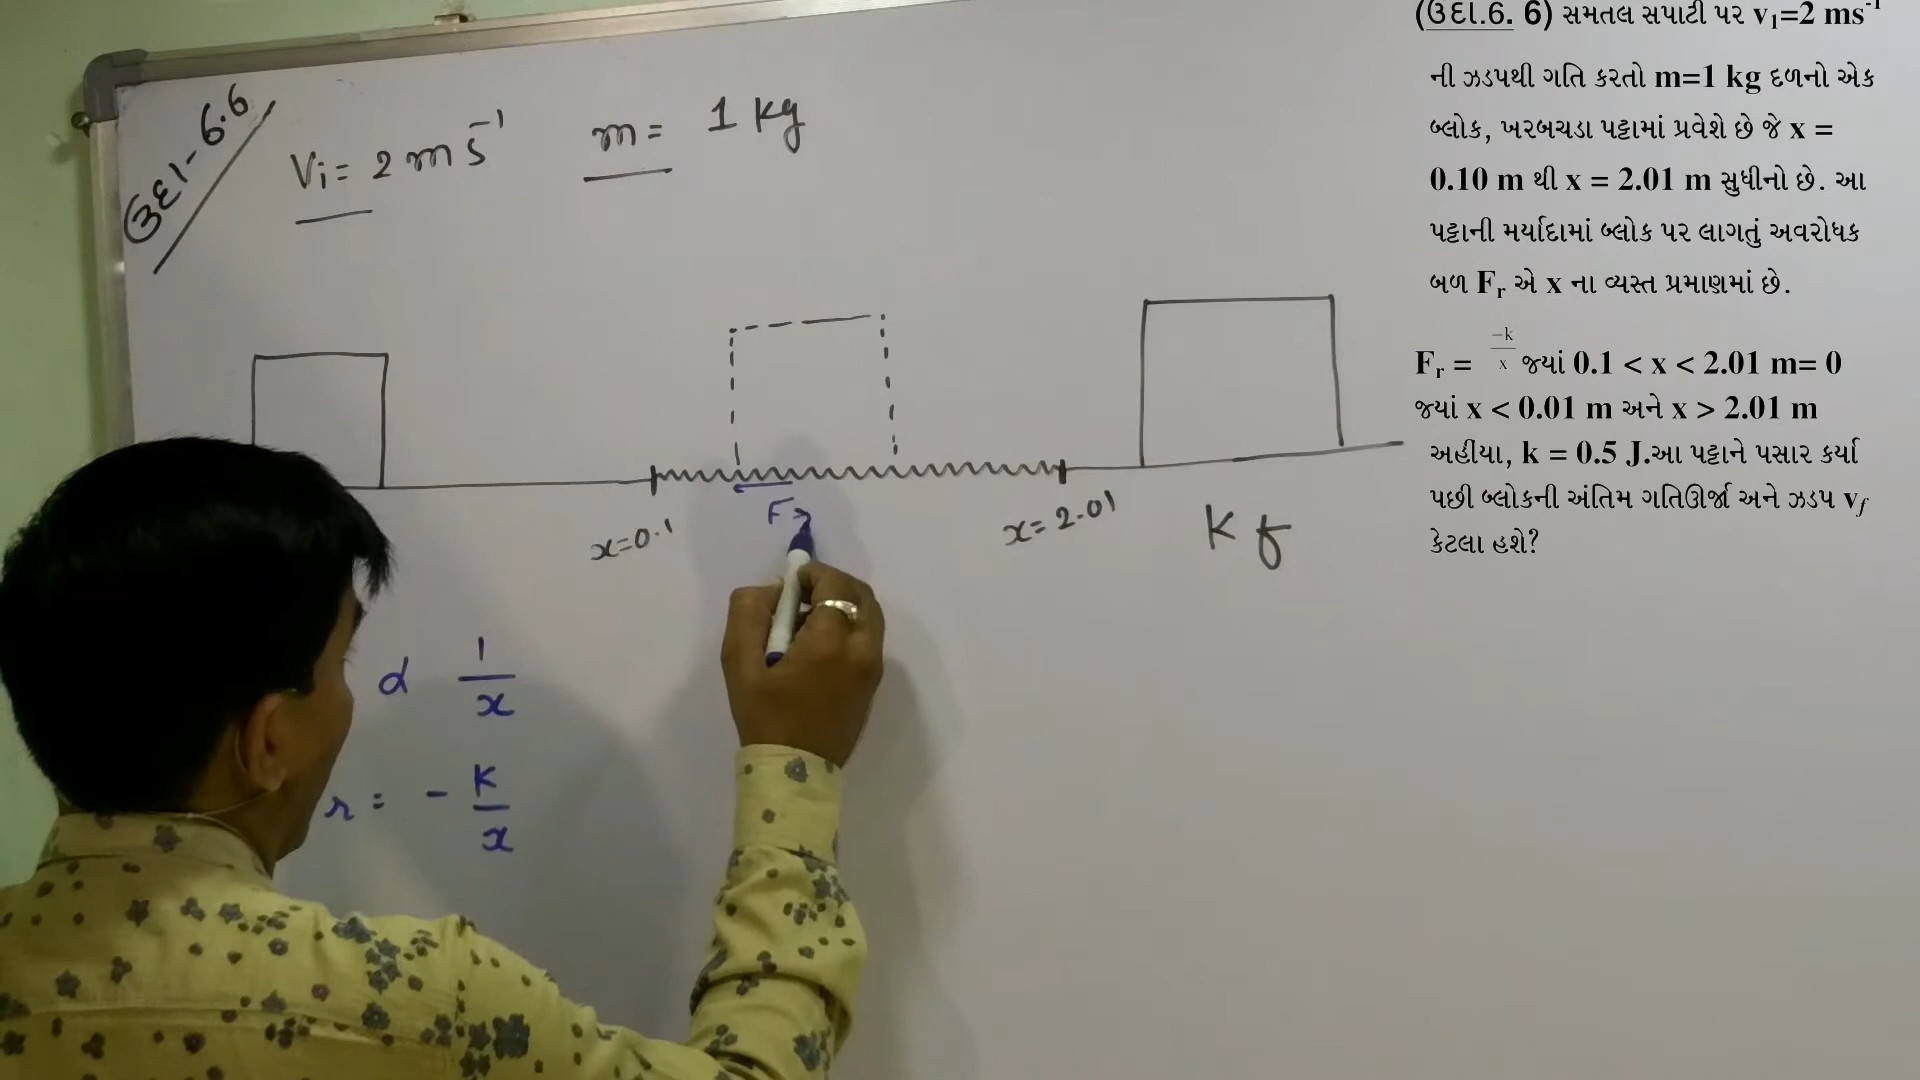 ઉદા-6.6
Vi = 2 m s⁻¹ m = 1 kg
x=0.1
F
x=2.01
K f
α 1/x
r = - K/x
(ઉદા.6. 6) સમતલ સપાટી પર v₁=2 ms⁻¹
ની ઝડપથી ગતિ કરતો m=1 kg દળનો એક
બ્લોક, ખરબચડા પટ્ટામાં પ્રવેશે છે જે x =
0.10 m થી x = 2.01 m સુધીનો છે. આ
પટ્ટાની મર્યાદામાં બ્લોક પર લાગતું અવરોધક
બળ Fᵣ એ x ના વ્યસ્ત પ્રમાણમાં છે.
Fᵣ = -k/x જ્યાં 0.1 < x < 2.01 m= 0
જ્યાં x < 0.01 m અને x > 2.01 m
અહીંયા, k = 0.5 J.આ પટ્ટાને પસાર કર્યા
પછી બ્લોકની અંતિમ ગતિઊર્જા અને ઝડપ v_f
કેટલા હશે?